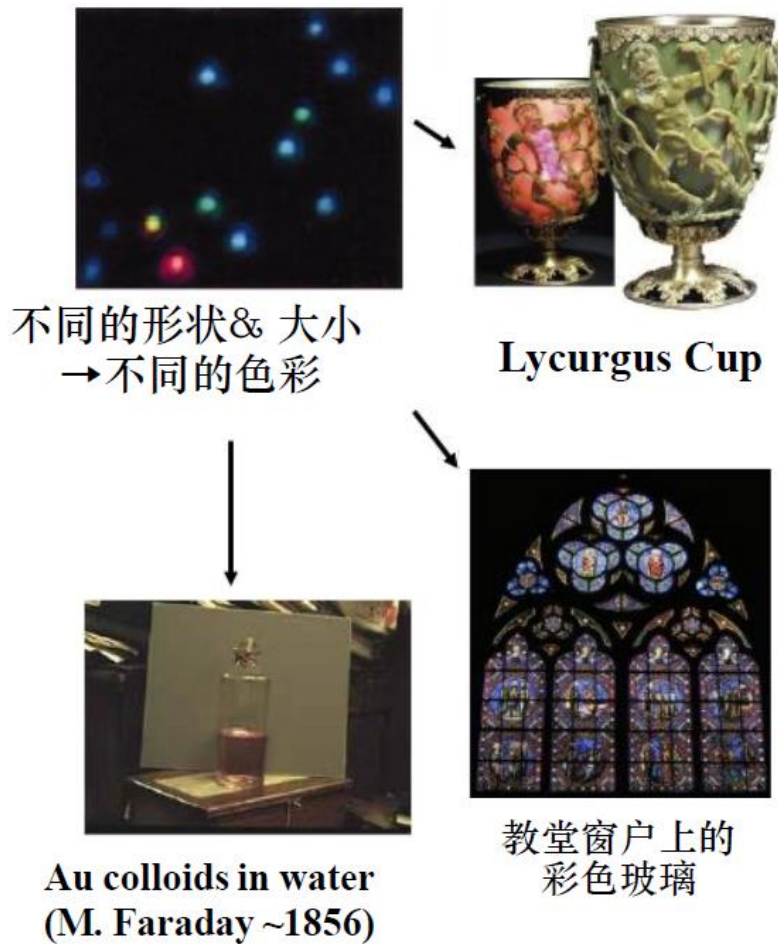 不同的形状& 大小
→不同的色彩
Lycurgus Cup
Au colloids in water
(M. Faraday ~1856)
教堂窗户上的
彩色玻璃